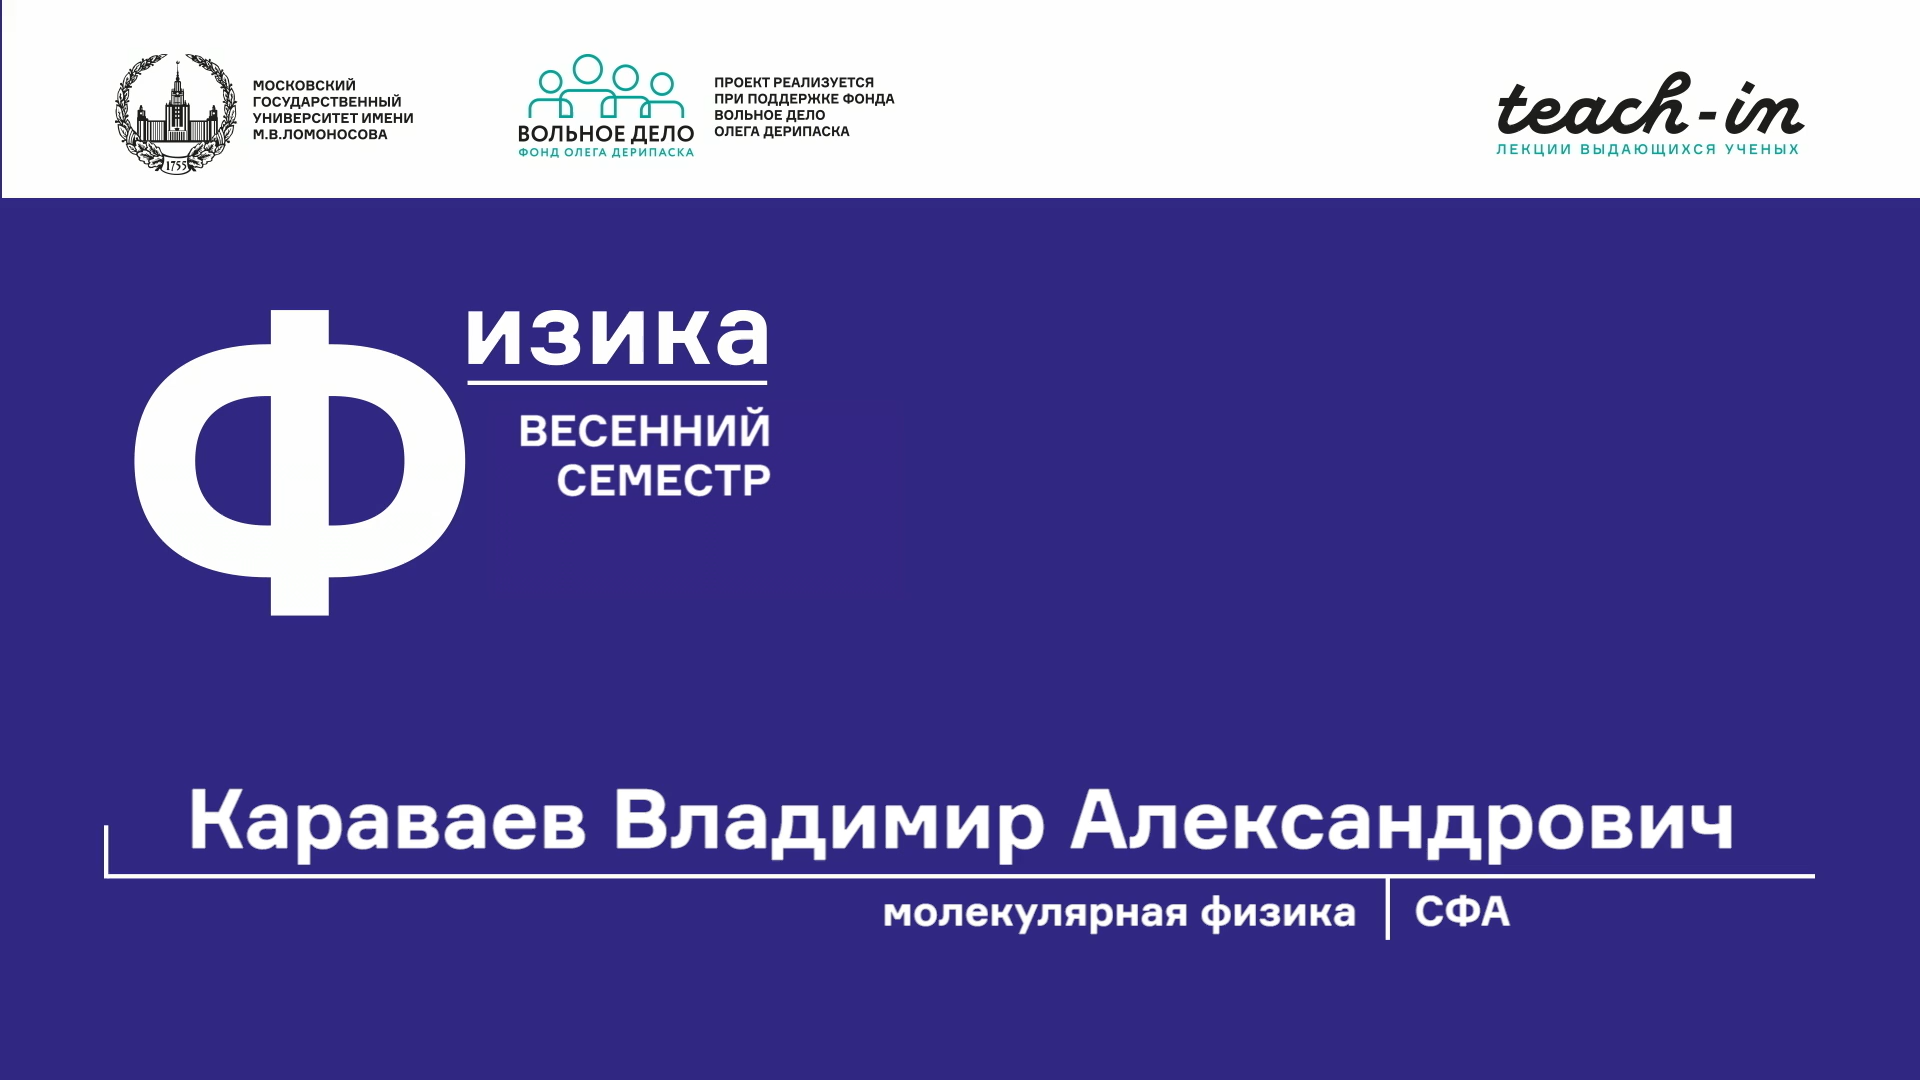 МОСКОВСКИЙ
ГОСУДАРСТВЕННЫЙ
УНИВЕРСИТЕТ ИМЕНИ
М.В.ЛОМОНОСОВА
1755
ВОЛЬНОЕ ДЕЛО
ФОНД ОЛЕГА ДЕРИПАСКА
ПРОЕКТ РЕАЛИЗУЕТСЯ
ПРИ ПОДДЕРЖКЕ ФОНДА
ВОЛЬНОЕ ДЕЛО
ОЛЕГА ДЕРИПАСКА
teach-in
ЛЕКЦИИ ВЫДАЮЩИХСЯ УЧЕНЫХ
Физика
ВЕСЕННИЙ
СЕМЕСТР
Караваев Владимир Александрович
молекулярная физика | СФА